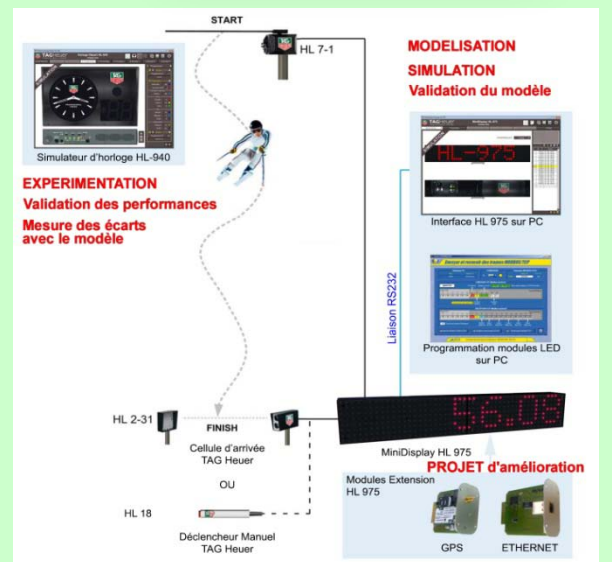 START
HL 7-1
TAG Heuer
Simulateur d'horloge HL-940
EXPERIMENTATION
Validation des performances
Mesure des écarts
avec le modèle
MODELISATION
SIMULATION
Validation du modèle
HL-975
Interface HL 975 sur PC
Liaison RS232
Programmation modules LED
sur PC
HL 2-31
FINISH
Cellule d'arrivée
TAG Heuer
OU
HL 18
Déclencheur Manuel
TAG Heuer
56.08
MiniDisplay HL 975
PROJET d'amélioration
Modules Extension
HL 975
GPS
ETHERNET